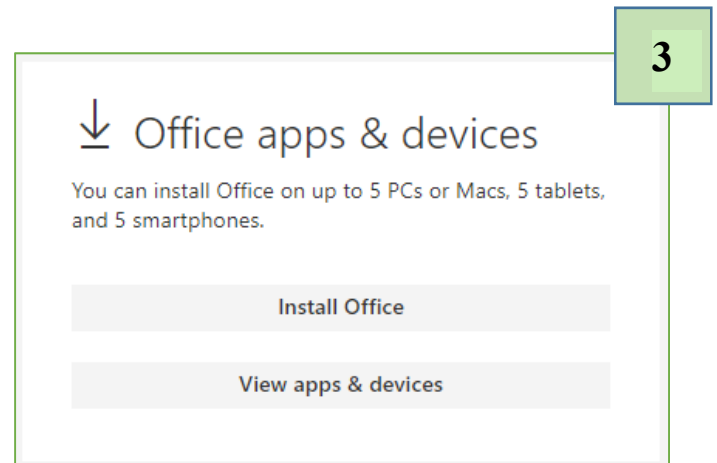 3
Office apps & devices
You can install Office on up to 5 PCs or Macs, 5 tablets,
and 5 smartphones.
Install Office
View apps & devices